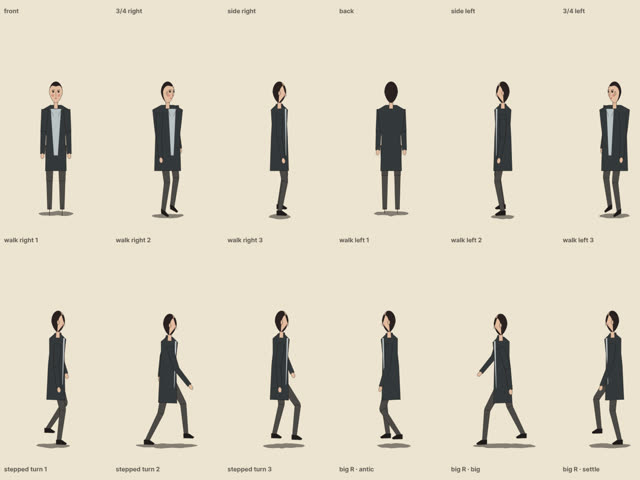 front
3/4 right
side right
back
side left
3/4 left
walk right 1
walk right 2
walk right 3
walk left 1
walk left 2
walk left 3
stepped turn 1
stepped turn 2
stepped turn 3
big R · antic
big R · big
big R · settle